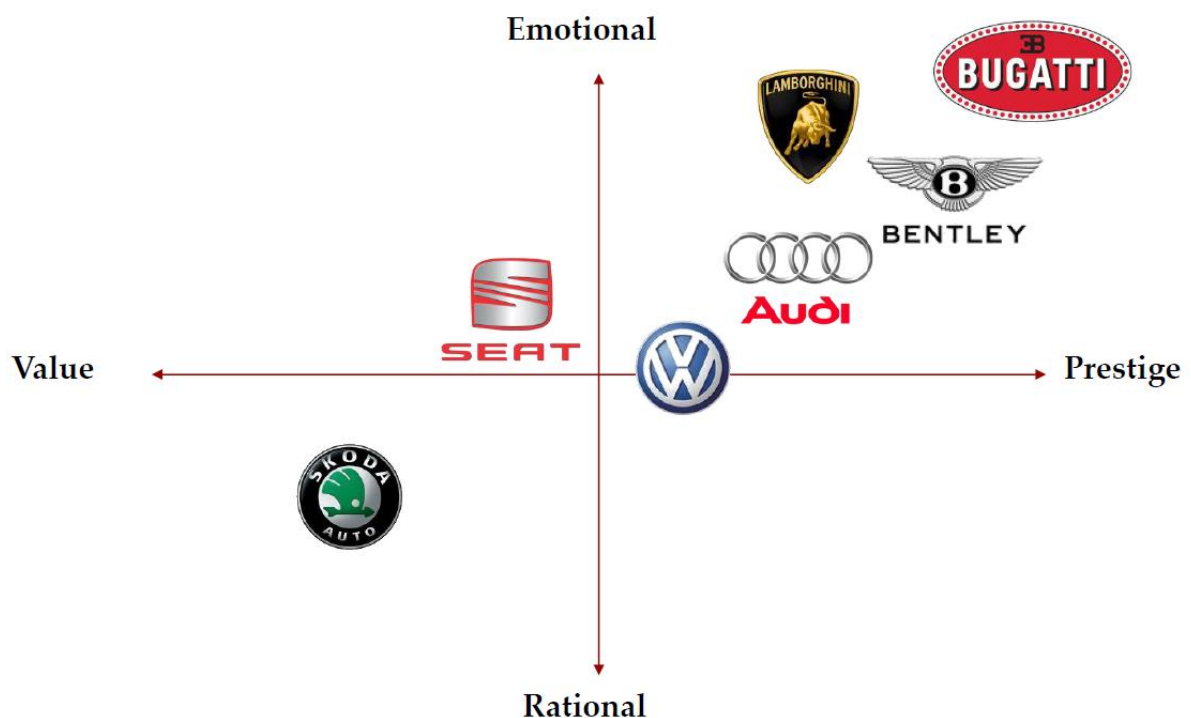 Emotional
BUGATTI
LAMBORGHINI
B
BENTLEY
Audi
SEAT
Value
Prestige
SKODA
AUTO
Rational